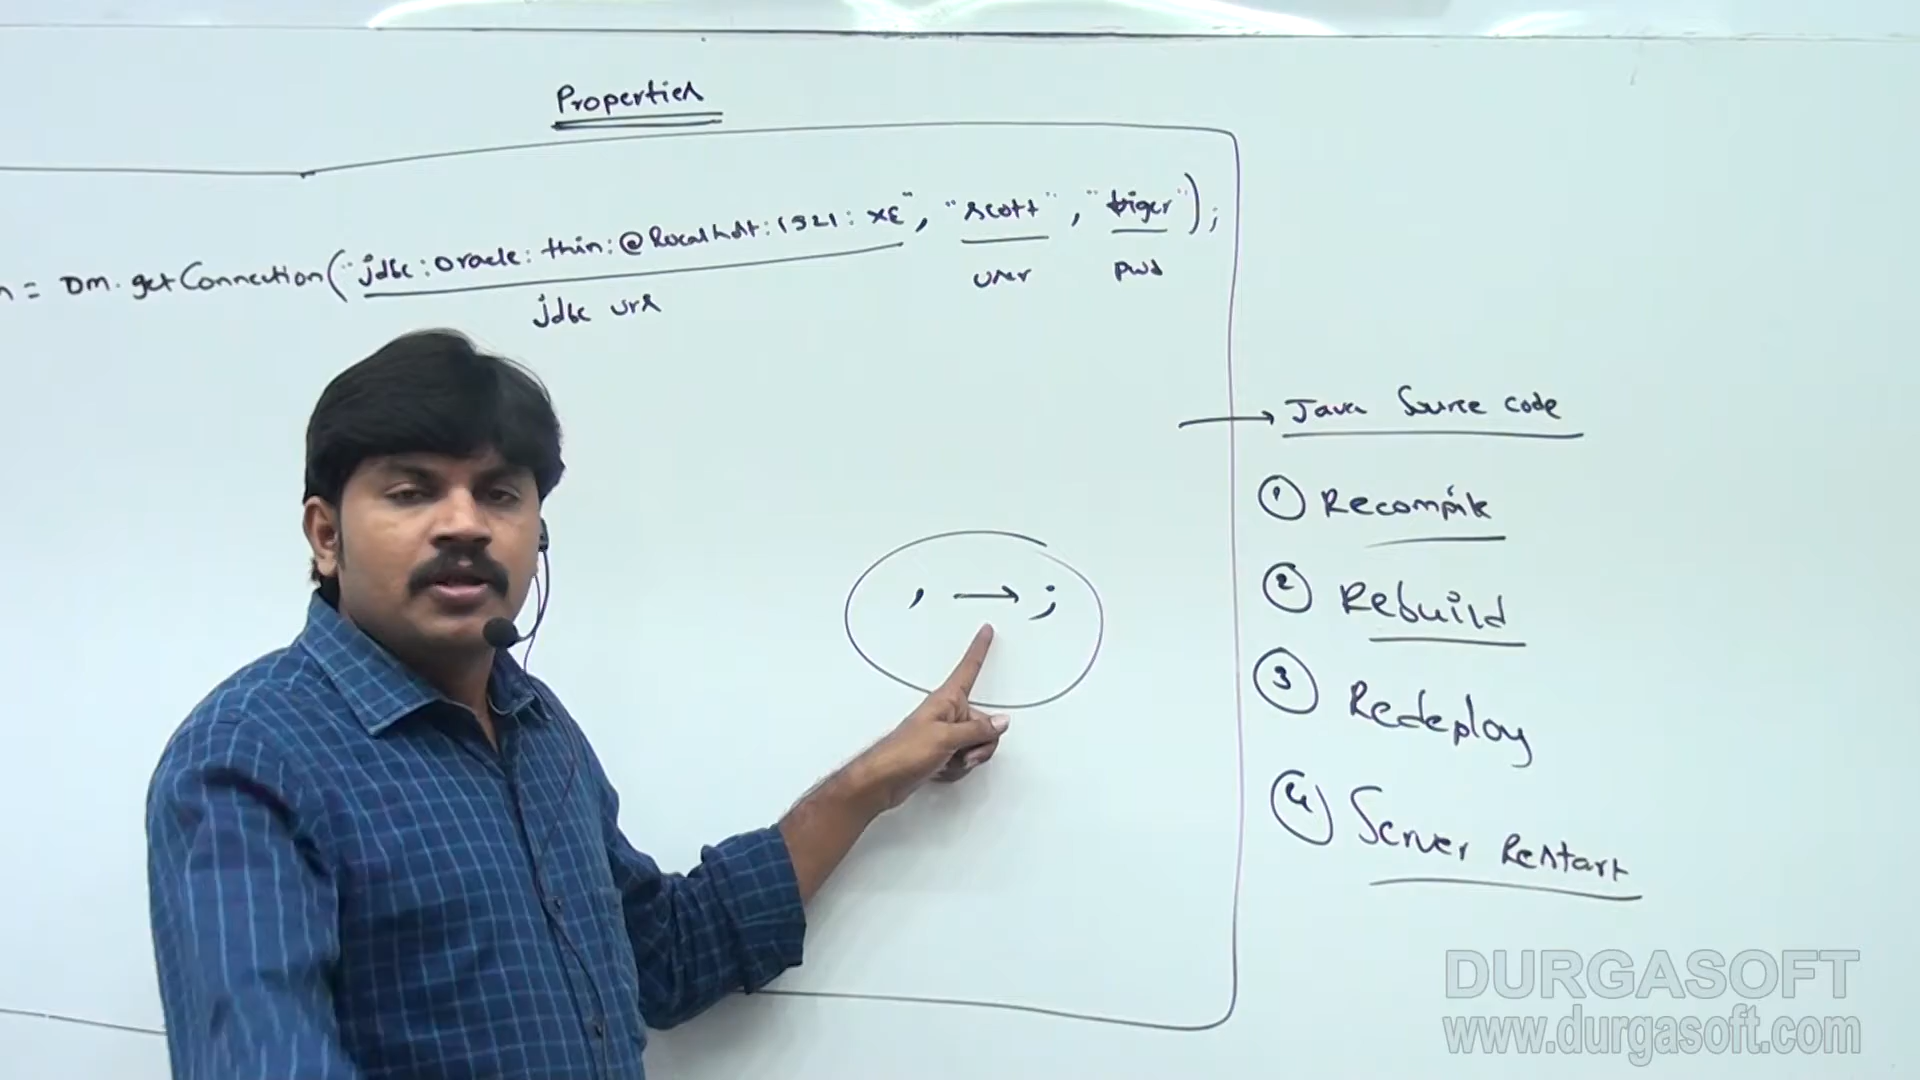 Properties
n = DM.getConnection("jdbc:oracle:thin:@localhost:1521:XE", "scott", "tiger");
jdbc url
user
pwd
→ Java Source code
① Recompile
, → ;
② Rebuild
③ Redeploy
④ Server Restart
DURGASOFT
www.durgasoft.com